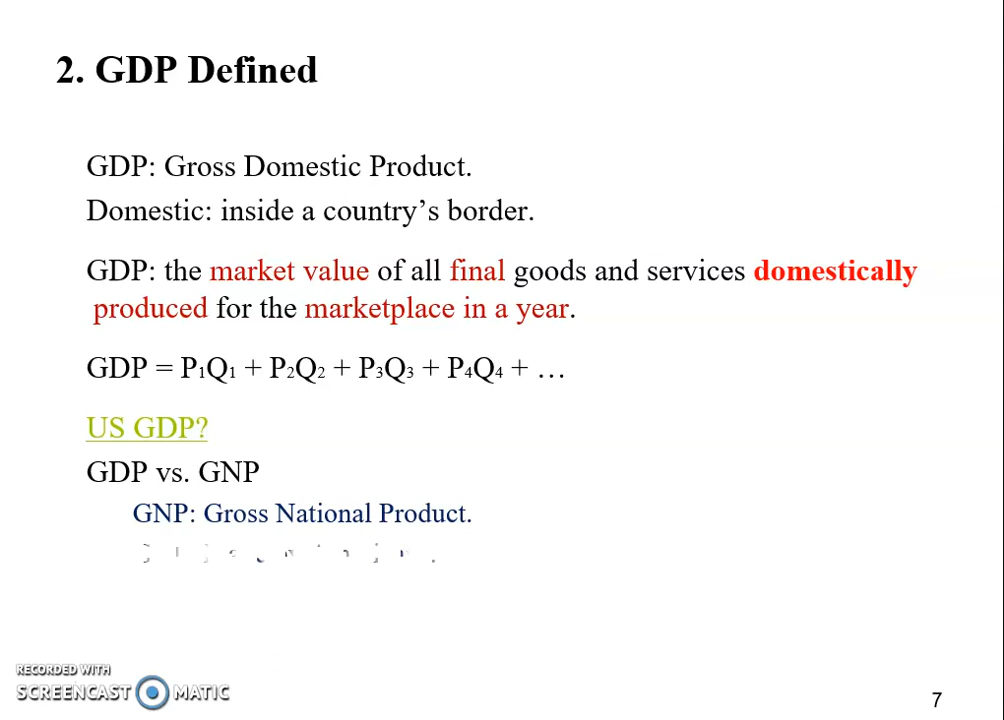 2. GDP Defined
GDP: Gross Domestic Product.
Domestic: inside a country’s border.
GDP: the market value of all final goods and services domestically
produced for the marketplace in a year.
GDP = P₁Q₁ + P₂Q₂ + P₃Q₃ + P₄Q₄ + …
US GDP?
GDP vs. GNP
GNP: Gross National Product.
RECORDED WITH
SCREENCAST MATIC
7